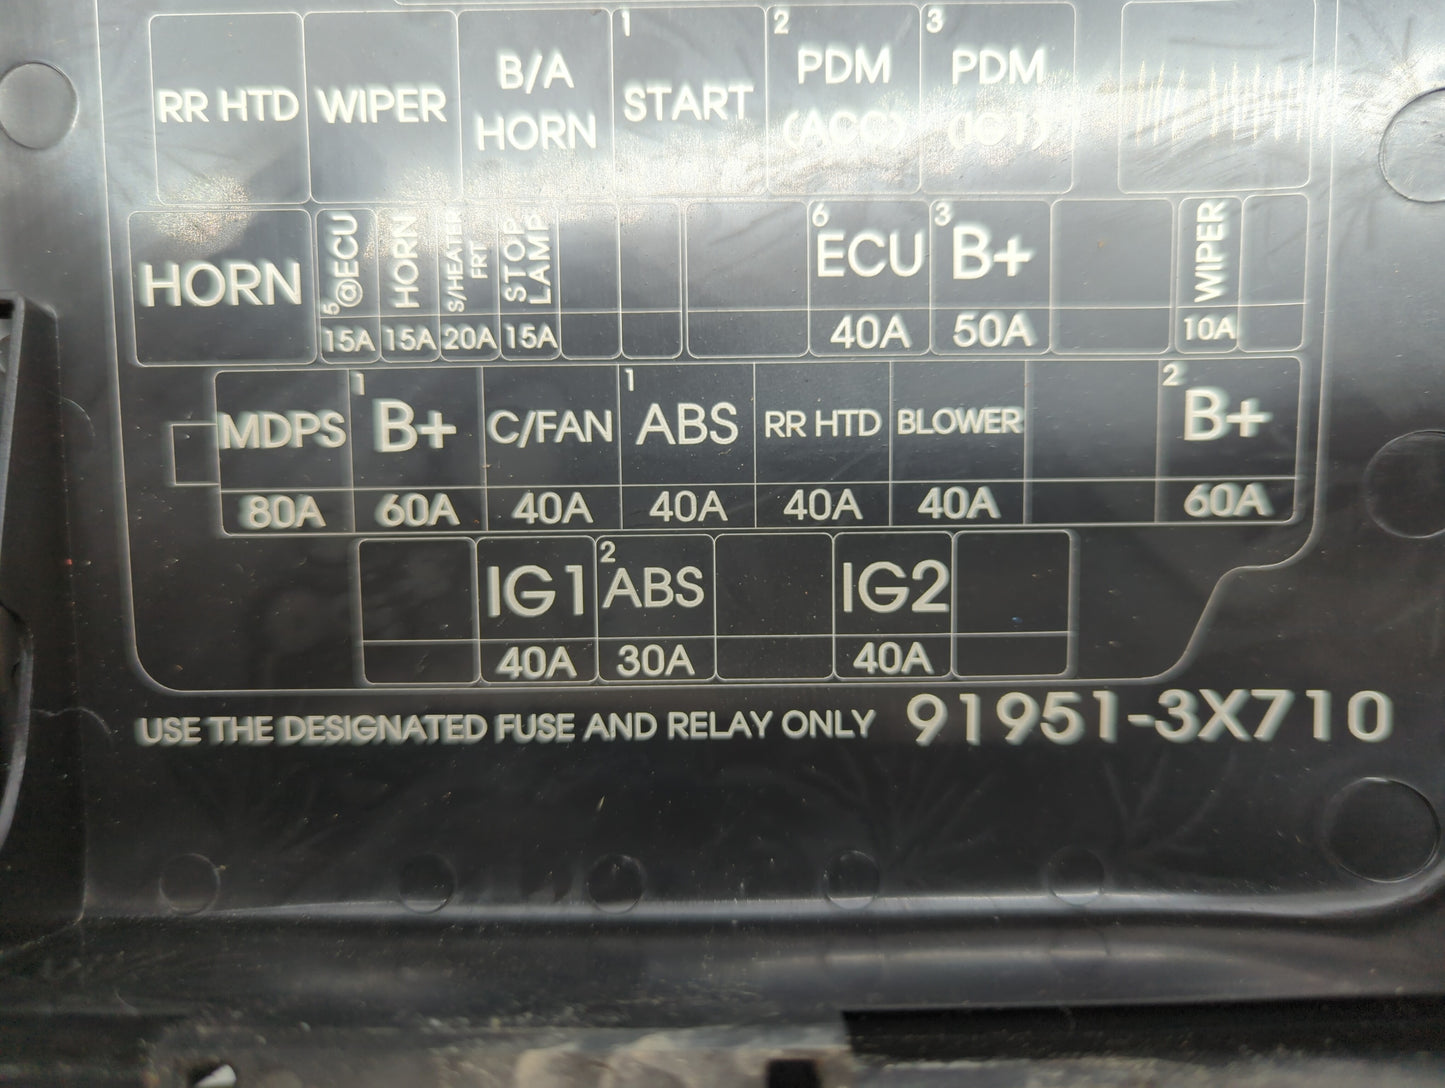 RR HTD WIPER B/A HORN 1 START 2 PDM (ACC) 3 PDM (IG1)
HORN 5 @ECU HORN S/HEATER FRT STOP LAMP 6 ECU 3 B+ WIPER
15A 15A 20A 15A 40A 50A 10A
MDPS 1 B+ C/FAN 1 ABS RR HTD BLOWER 2 B+
80A 60A 40A 40A 40A 40A 60A
IG1 2 ABS IG2
40A 30A 40A
USE THE DESIGNATED FUSE AND RELAY ONLY 91951-3X710